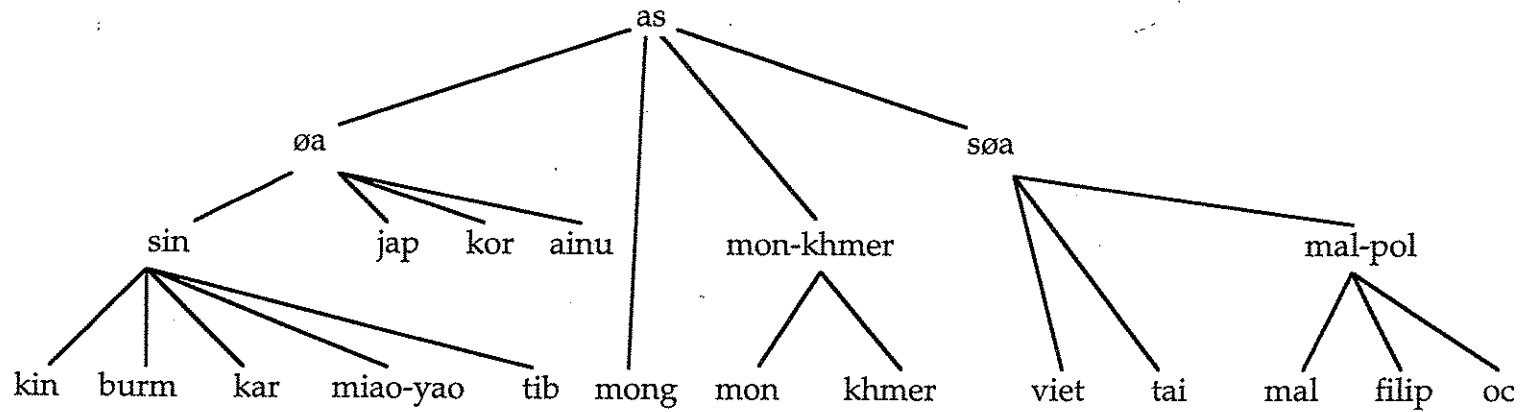 as
øa
søa
sin jap kor ainu mon-khmer mal-pol
kin burm kar miao-yao tib mong mon khmer viet tai mal filip oc